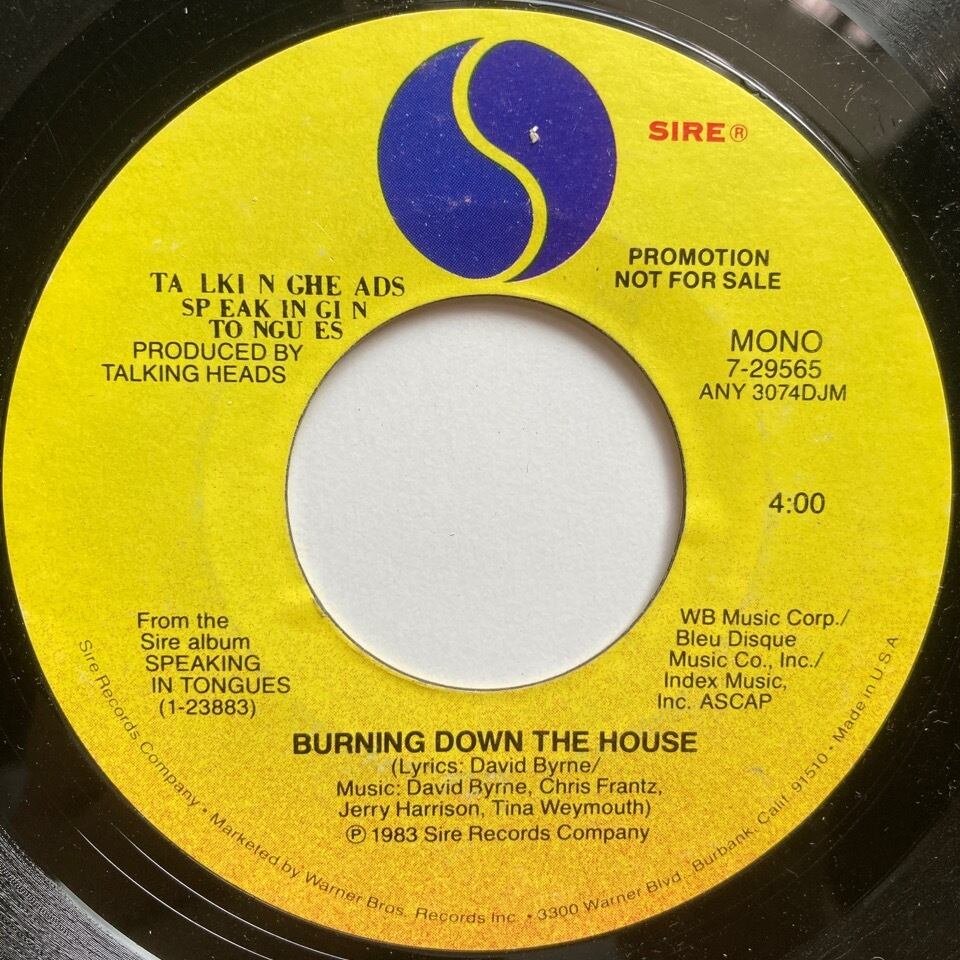 SIRE®
PROMOTION
NOT FOR SALE
TA LKI N GHE ADS
SP EAK IN GI N
TO NGU ES
PRODUCED BY
TALKING HEADS
MONO
7-29565
ANY 3074DJM
4:00
From the
Sire album
SPEAKING
IN TONGUES
(1-23883)
WB Music Corp./
Bleu Disque
Music Co., Inc./
Index Music,
Inc. ASCAP
BURNING DOWN THE HOUSE
(Lyrics: David Byrne/
Music: David Byrne, Chris Frantz,
Jerry Harrison, Tina Weymouth)
℗ 1983 Sire Records Company
Sire Records Company • Marketed by Warner Bros. Records Inc. • 3300 Warner Blvd., Burbank, Calif. 91510 • Made in U.S.A